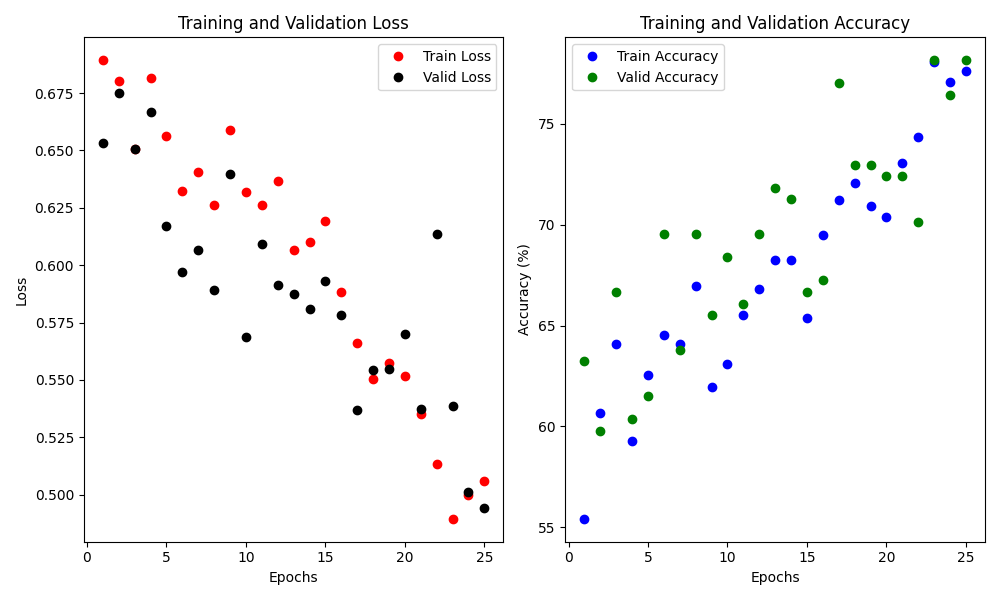 Training and Validation Loss
Train Loss
Valid Loss
0.675
0.650
0.625
0.600
0.575
0.550
0.525
0.500
Loss
0
5
10
15
20
25
Epochs
Training and Validation Accuracy
Train Accuracy
Valid Accuracy
75
70
65
60
55
Accuracy (%)
0
5
10
15
20
25
Epochs